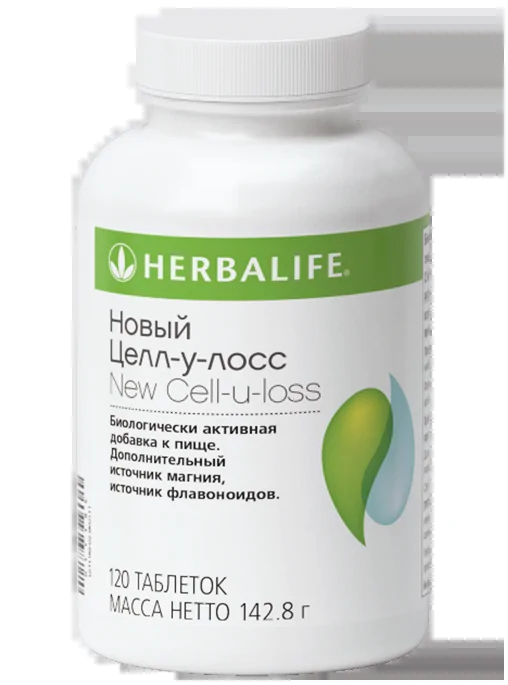 HERBALIFE®
Новый
Целл-у-лосс
New Cell-u-loss
Биологически активная
добавка к пище.
Дополнительный
источник магния,
источник флавоноидов.
120 ТАБЛЕТОК
МАССА НЕТТО 142.8 г